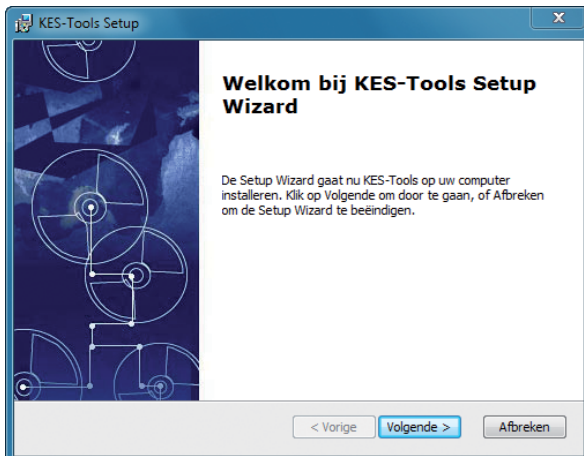 KES-Tools Setup
Welkom bij KES-Tools Setup
Wizard
De Setup Wizard gaat nu KES-Tools op uw computer
installeren. Klik op Volgende om door te gaan, of Afbreken
om de Setup Wizard te beëindigen.
< Vorige Volgende > Afbreken